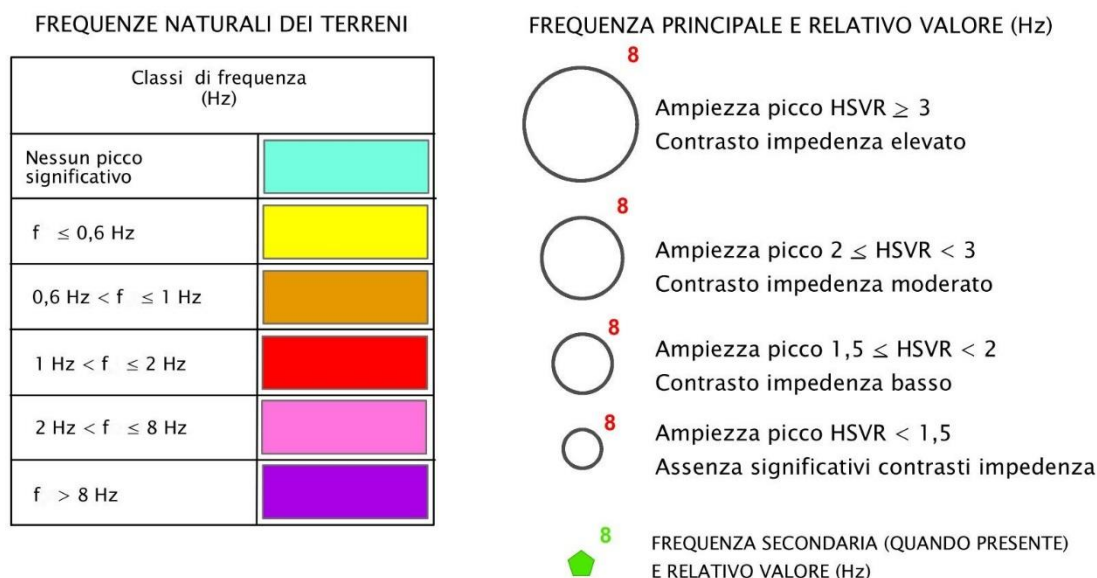 FREQUENZE NATURALI DEI TERRENI
Classi di frequenza
(Hz)
Nessun picco
significativo
f ≤ 0,6 Hz
0,6 Hz < f ≤ 1 Hz
1 Hz < f ≤ 2 Hz
2 Hz < f ≤ 8 Hz
f > 8 Hz
FREQUENZA PRINCIPALE E RELATIVO VALORE (Hz)
8
Ampiezza picco HSVR ≥ 3
Contrasto impedenza elevato
8
Ampiezza picco 2 ≤ HSVR < 3
Contrasto impedenza moderato
8
Ampiezza picco 1,5 ≤ HSVR < 2
Contrasto impedenza basso
8
Ampiezza picco HSVR < 1,5
Assenza significativi contrasti impedenza
8
FREQUENZA SECONDARIA (QUANDO PRESENTE)
E RELATIVO VALORE (Hz)